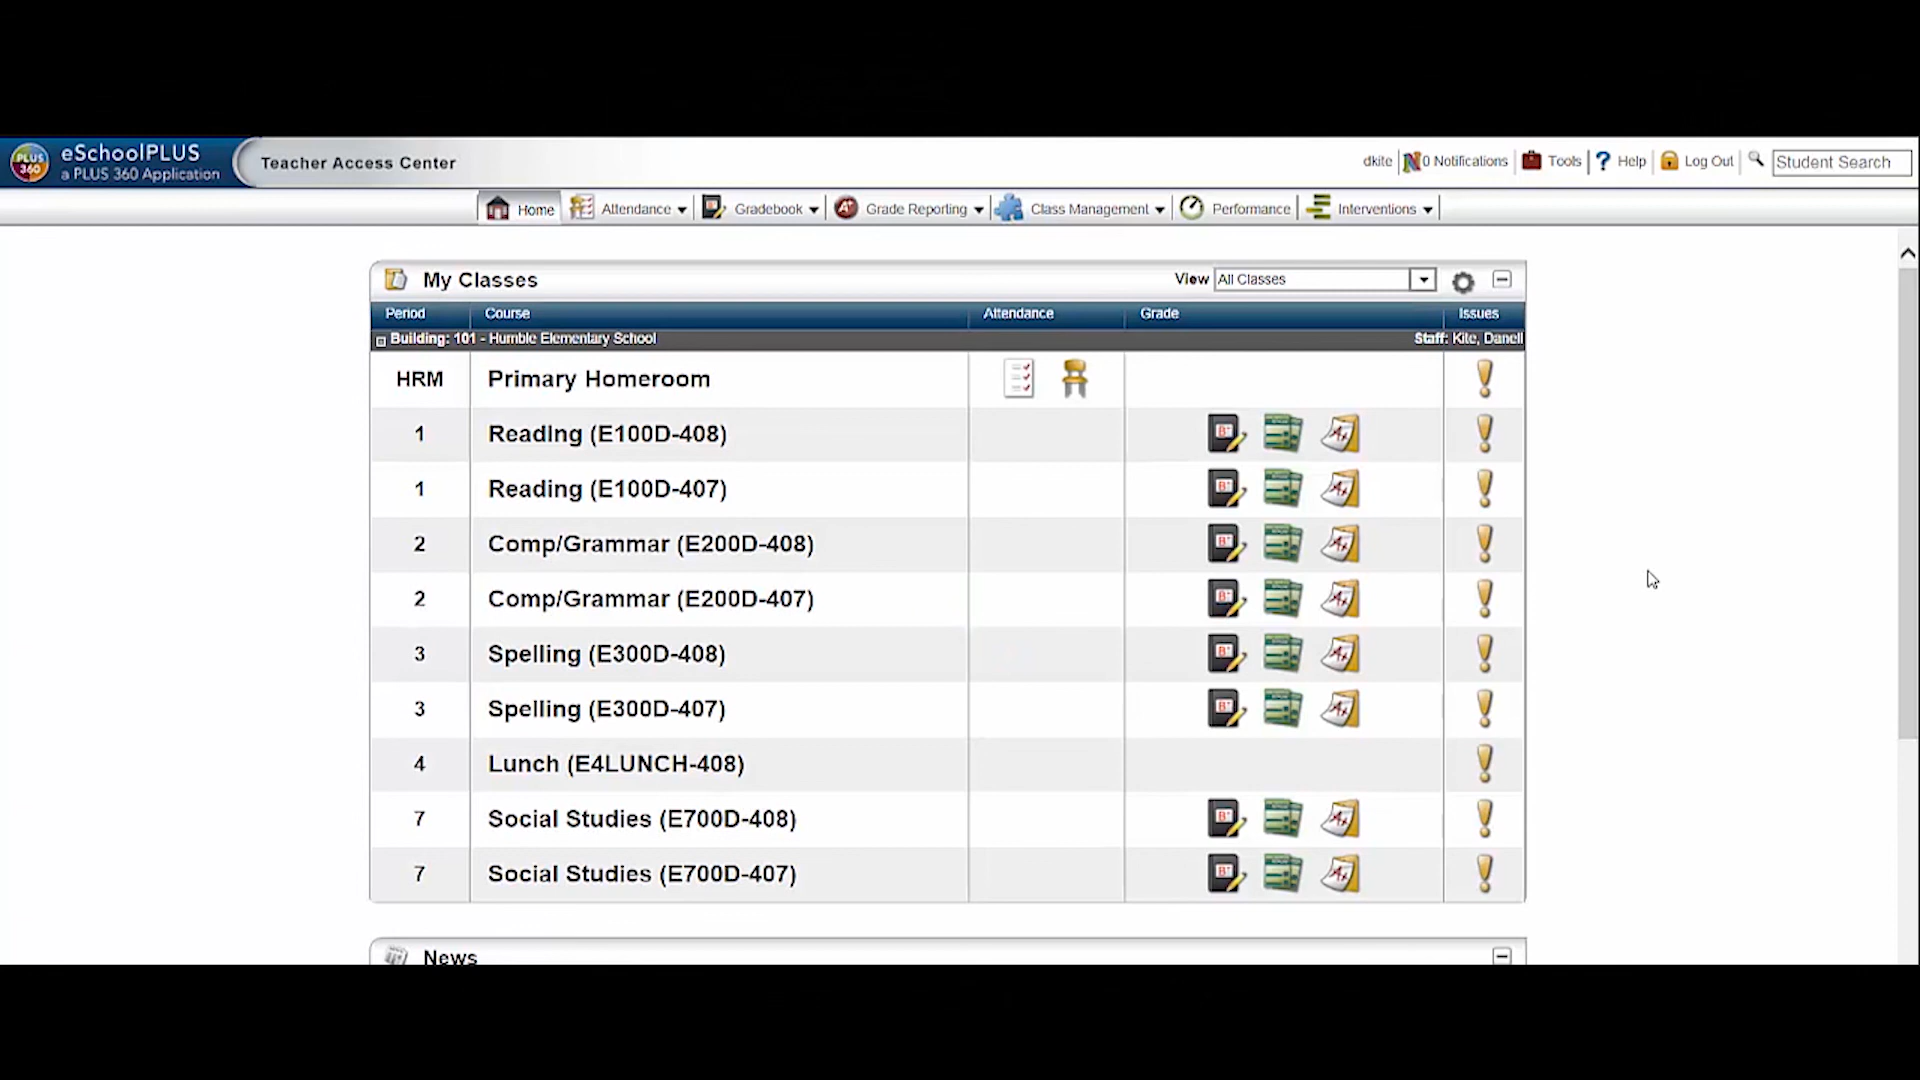 PLUS 360 eSchoolPLUS
a PLUS 360 Application
Teacher Access Center
dkite 0 Notifications Tools ? Help Log Out Student Search
Home Attendance Gradebook Grade Reporting Class Management Performance Interventions
My Classes View All Classes
Period Course Attendance Grade Issues
Building: 101 - Humble Elementary School Staff: Kite, Danell
HRM Primary Homeroom
1 Reading (E100D-408)
1 Reading (E100D-407)
2 Comp/Grammar (E200D-408)
2 Comp/Grammar (E200D-407)
3 Spelling (E300D-408)
3 Spelling (E300D-407)
4 Lunch (E4LUNCH-408)
7 Social Studies (E700D-408)
7 Social Studies (E700D-407)
News